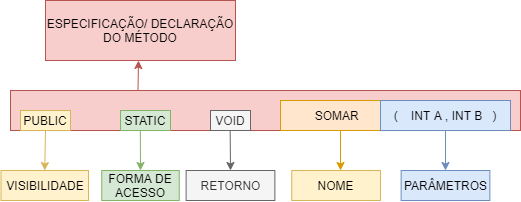 ESPECIFICAÇÃO/ DECLARAÇÃO
DO MÉTODO
PUBLIC
STATIC
VOID
SOMAR
( INT A , INT B )
VISIBILIDADE
FORMA DE
ACESSO
RETORNO
NOME
PARÂMETROS